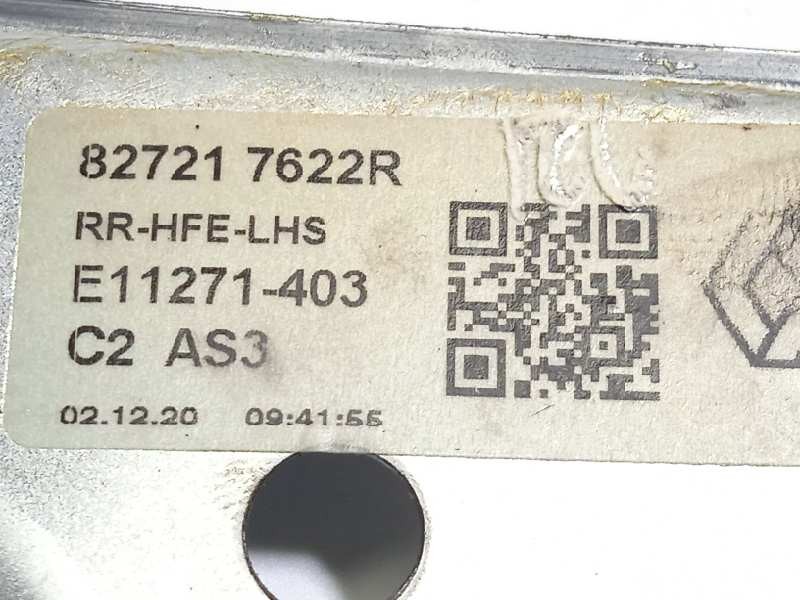 82721 7622R
RR-HFE-LHS
E11271-403
C2 AS3
02.12.20 09:41:55